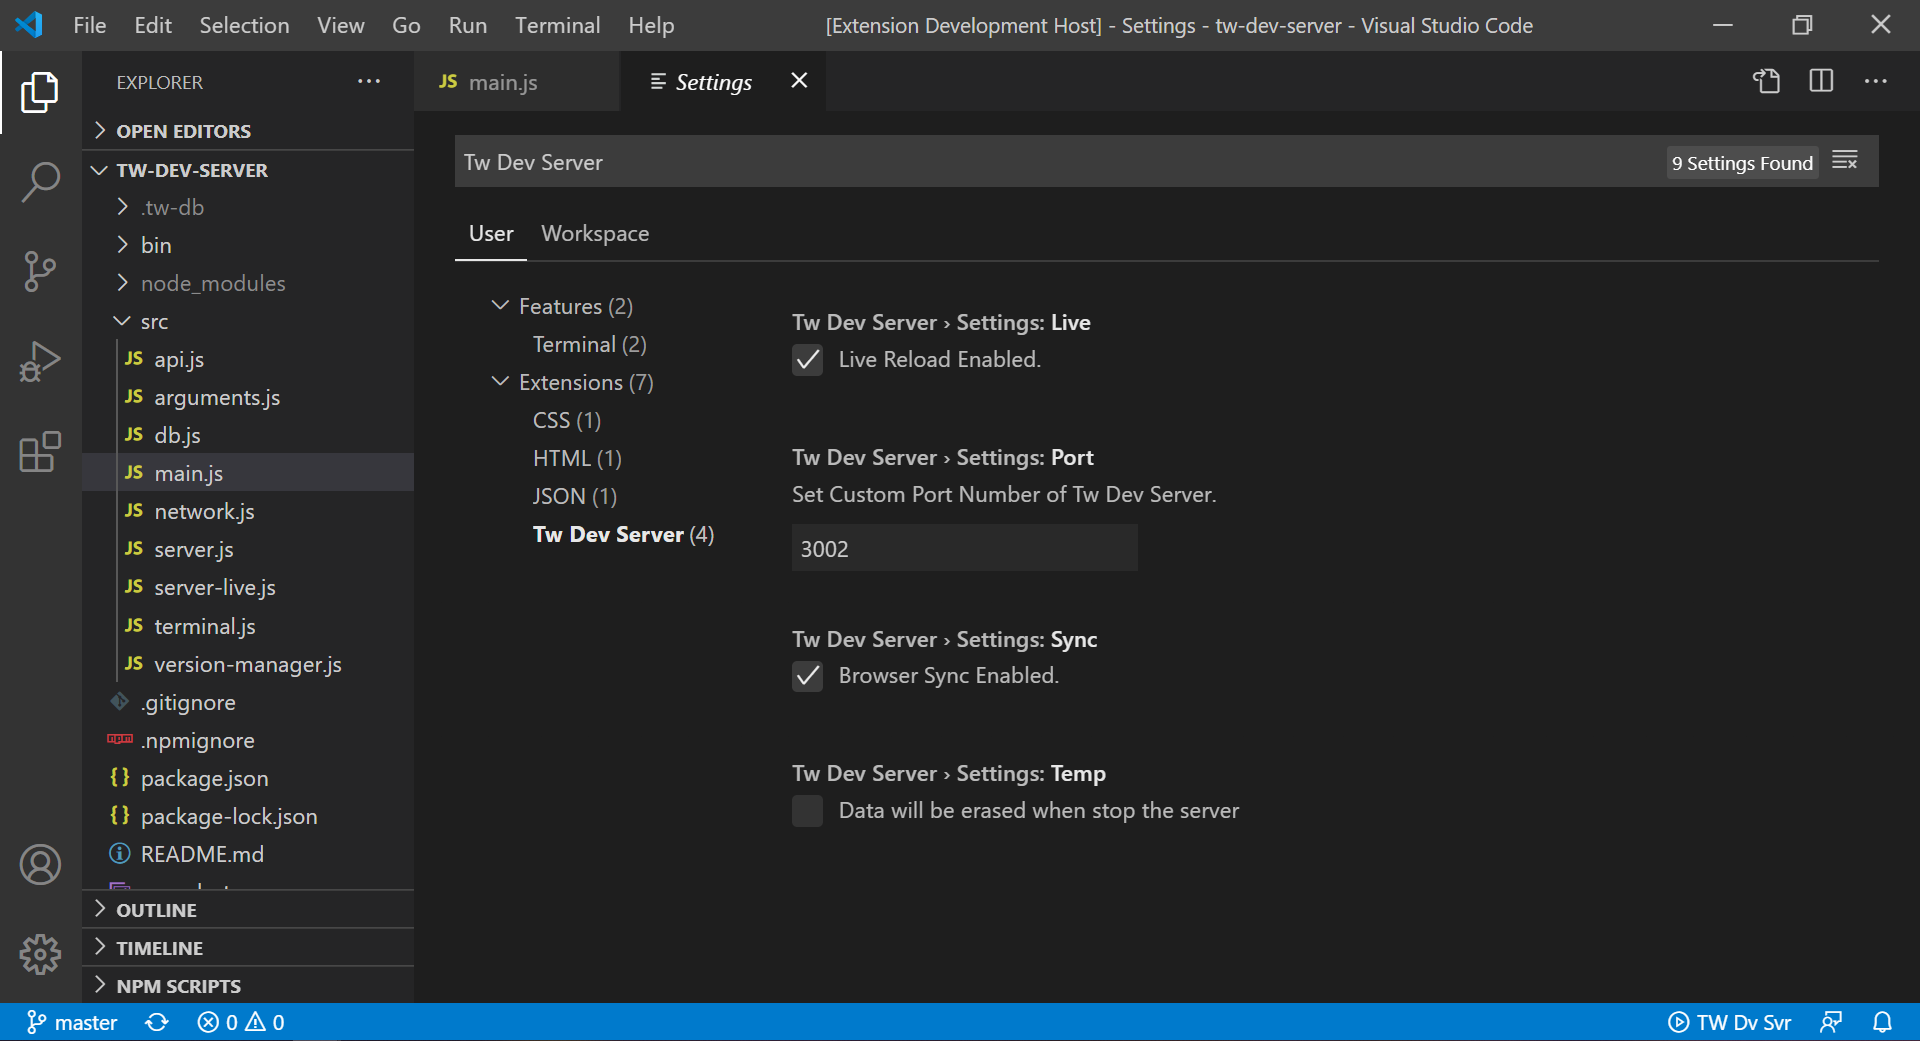 File Edit Selection View Go Run Terminal Help [Extension Development Host] - Settings - tw-dev-server - Visual Studio Code
EXPLORER
OPEN EDITORS
TW-DEV-SERVER
.tw-db
bin
node_modules
src
JS api.js
JS arguments.js
JS db.js
JS main.js
JS network.js
JS server.js
JS server-live.js
JS terminal.js
JS version-manager.js
.gitignore
.npmignore
{} package.json
{} package-lock.json
README.md
OUTLINE
TIMELINE
NPM SCRIPTS
JS main.js
Settings
Tw Dev Server
9 Settings Found
User Workspace
Features (2)
Terminal (2)
Extensions (7)
CSS (1)
HTML (1)
JSON (1)
Tw Dev Server (4)
Tw Dev Server › Settings: Live
Live Reload Enabled.
Tw Dev Server › Settings: Port
Set Custom Port Number of Tw Dev Server.
3002
Tw Dev Server › Settings: Sync
Browser Sync Enabled.
Tw Dev Server › Settings: Temp
Data will be erased when stop the server
master 0 0 TW Dv Svr